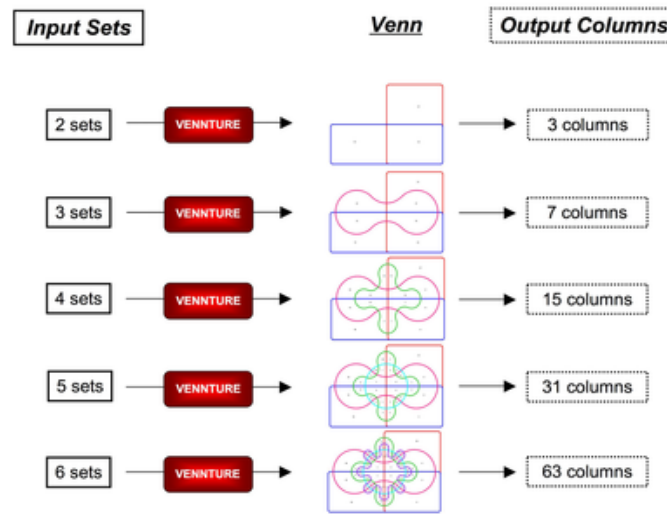 Input Sets
Venn
Output Columns
2 sets
VENNTURE
3 columns
3 sets
VENNTURE
7 columns
4 sets
VENNTURE
15 columns
5 sets
VENNTURE
31 columns
6 sets
VENNTURE
63 columns